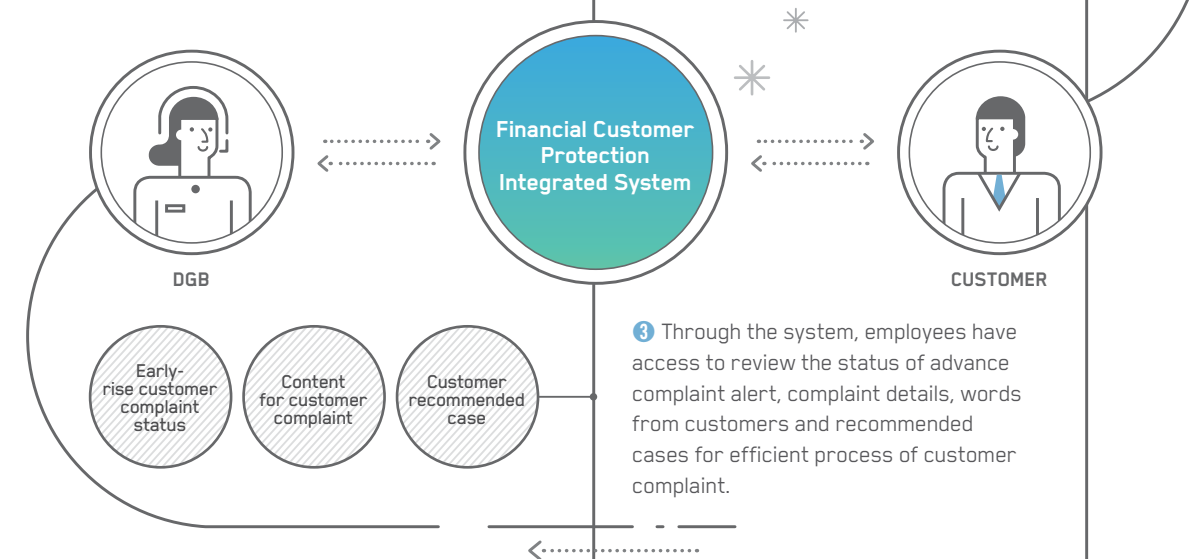 Financial Customer
Protection
Integrated System
DGB
CUSTOMER
Early-
rise customer
complaint
status
Content
for customer
complaint
Customer
recommended
case
3 Through the system, employees have
access to review the status of advance
complaint alert, complaint details, words
from customers and recommended
cases for efficient process of customer
complaint.